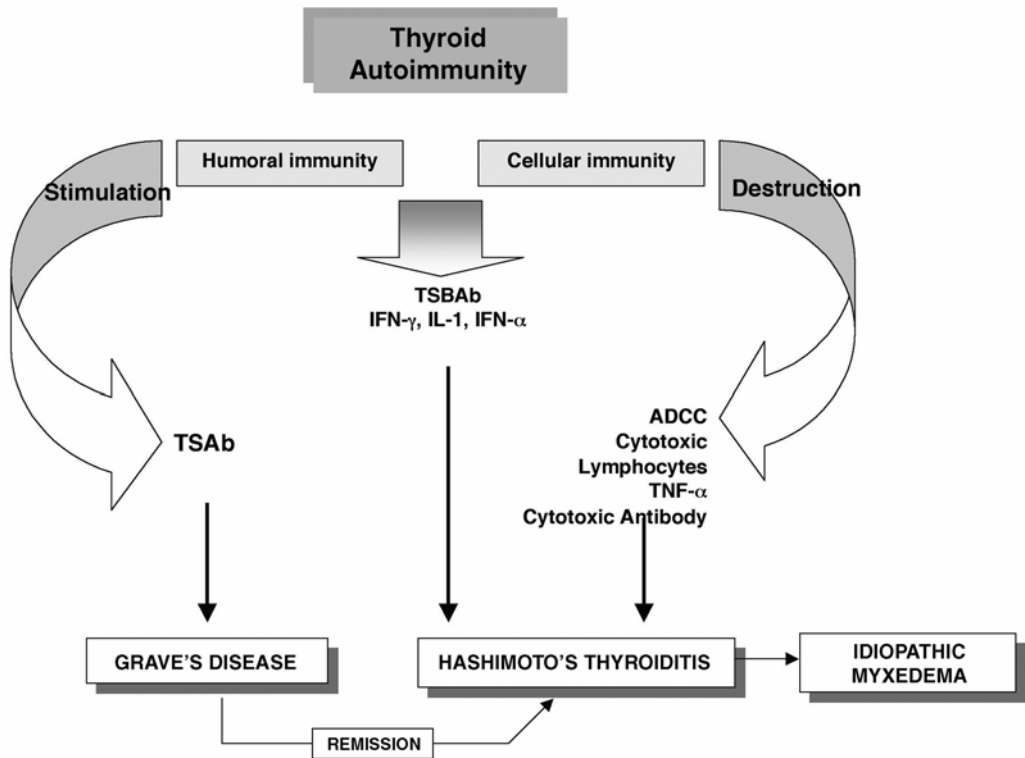 Thyroid
Autoimmunity
Humoral immunity
Cellular immunity
Stimulation
Destruction
TSBAb
IFN-γ, IL-1, IFN-α
TSAb
ADCC
Cytotoxic
Lymphocytes
TNF-α
Cytotoxic Antibody
GRAVE'S DISEASE
HASHIMOTO'S THYROIDITIS
IDIOPATHIC
MYXEDEMA
REMISSION